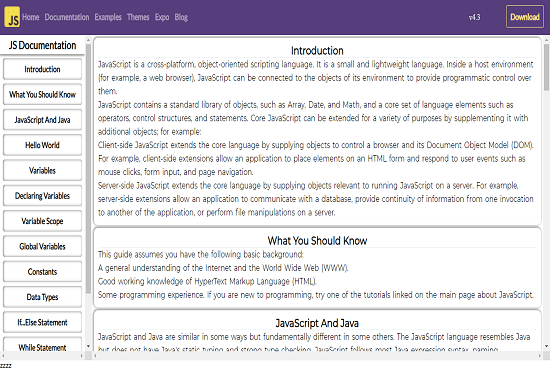 JS Home Documentation Examples Themes Expo Blog v4.3 Download
JS Documentation
Introduction
What You Should Know
JavaScript And Java
Hello World
Variables
Declaring Variables
Variable Scope
Global Variables
Constants
Data Types
If...Else Statement
While Statement
Introduction
JavaScript is a cross-platform, object-oriented scripting language. It is a small and lightweight language. Inside a host environment
(for example, a web browser), JavaScript can be connected to the objects of its environment to provide programmatic control over
them.
JavaScript contains a standard library of objects, such as Array, Date, and Math, and a core set of language elements such as
operators, control structures, and statements. Core JavaScript can be extended for a variety of purposes by supplementing it with
additional objects; for example:
Client-side JavaScript extends the core language by supplying objects to control a browser and its Document Object Model (DOM).
For example, client-side extensions allow an application to place elements on an HTML form and respond to user events such as
mouse clicks, form input, and page navigation.
Server-side JavaScript extends the core language by supplying objects relevant to running JavaScript on a server. For example,
server-side extensions allow an application to communicate with a database, provide continuity of information from one invocation
to another of the application, or perform file manipulations on a server.
What You Should Know
This guide assumes you have the following basic background:
A general understanding of the Internet and the World Wide Web (WWW).
Good working knowledge of HyperText Markup Language (HTML).
Some programming experience. If you are new to programming, try one of the tutorials linked on the main page about JavaScript.
JavaScript And Java
JavaScript and Java are similar in some ways but fundamentally different in some others. The JavaScript language resembles Java
but does not have Java's static typing and strong type checking. JavaScript follows most Java expression syntax, naming
zzzz